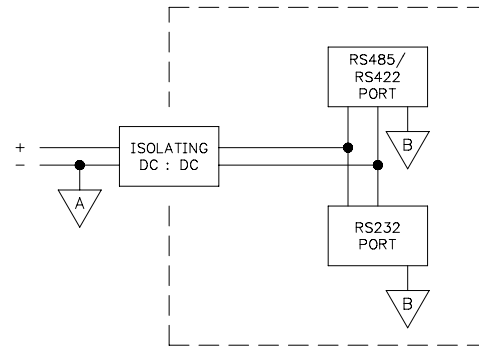 RS485/
RS422
PORT
B
+
-
ISOLATING
DC : DC
A
RS232
PORT
B